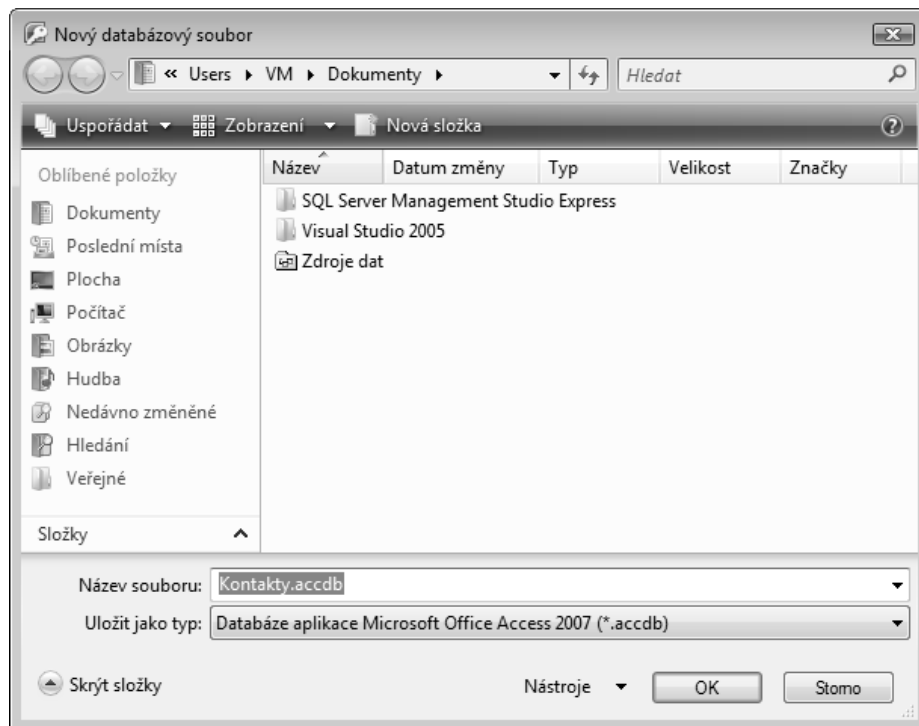 Nový databázový soubor
« Users VM Dokumenty Hledat
Uspořádat Zobrazení Nová složka
Oblíbené položky
Dokumenty
Poslední místa
Plocha
Počítač
Obrázky
Hudba
Nedávno změněné
Hledání
Veřejné
Složky
Název Datum změny Typ Velikost Značky
SQL Server Management Studio Express
Visual Studio 2005
Zdroje dat
Název souboru: Kontakty.accdb
Uložit jako typ: Databáze aplikace Microsoft Office Access 2007 (*.accdb)
Skrýt složky Nástroje OK Storno